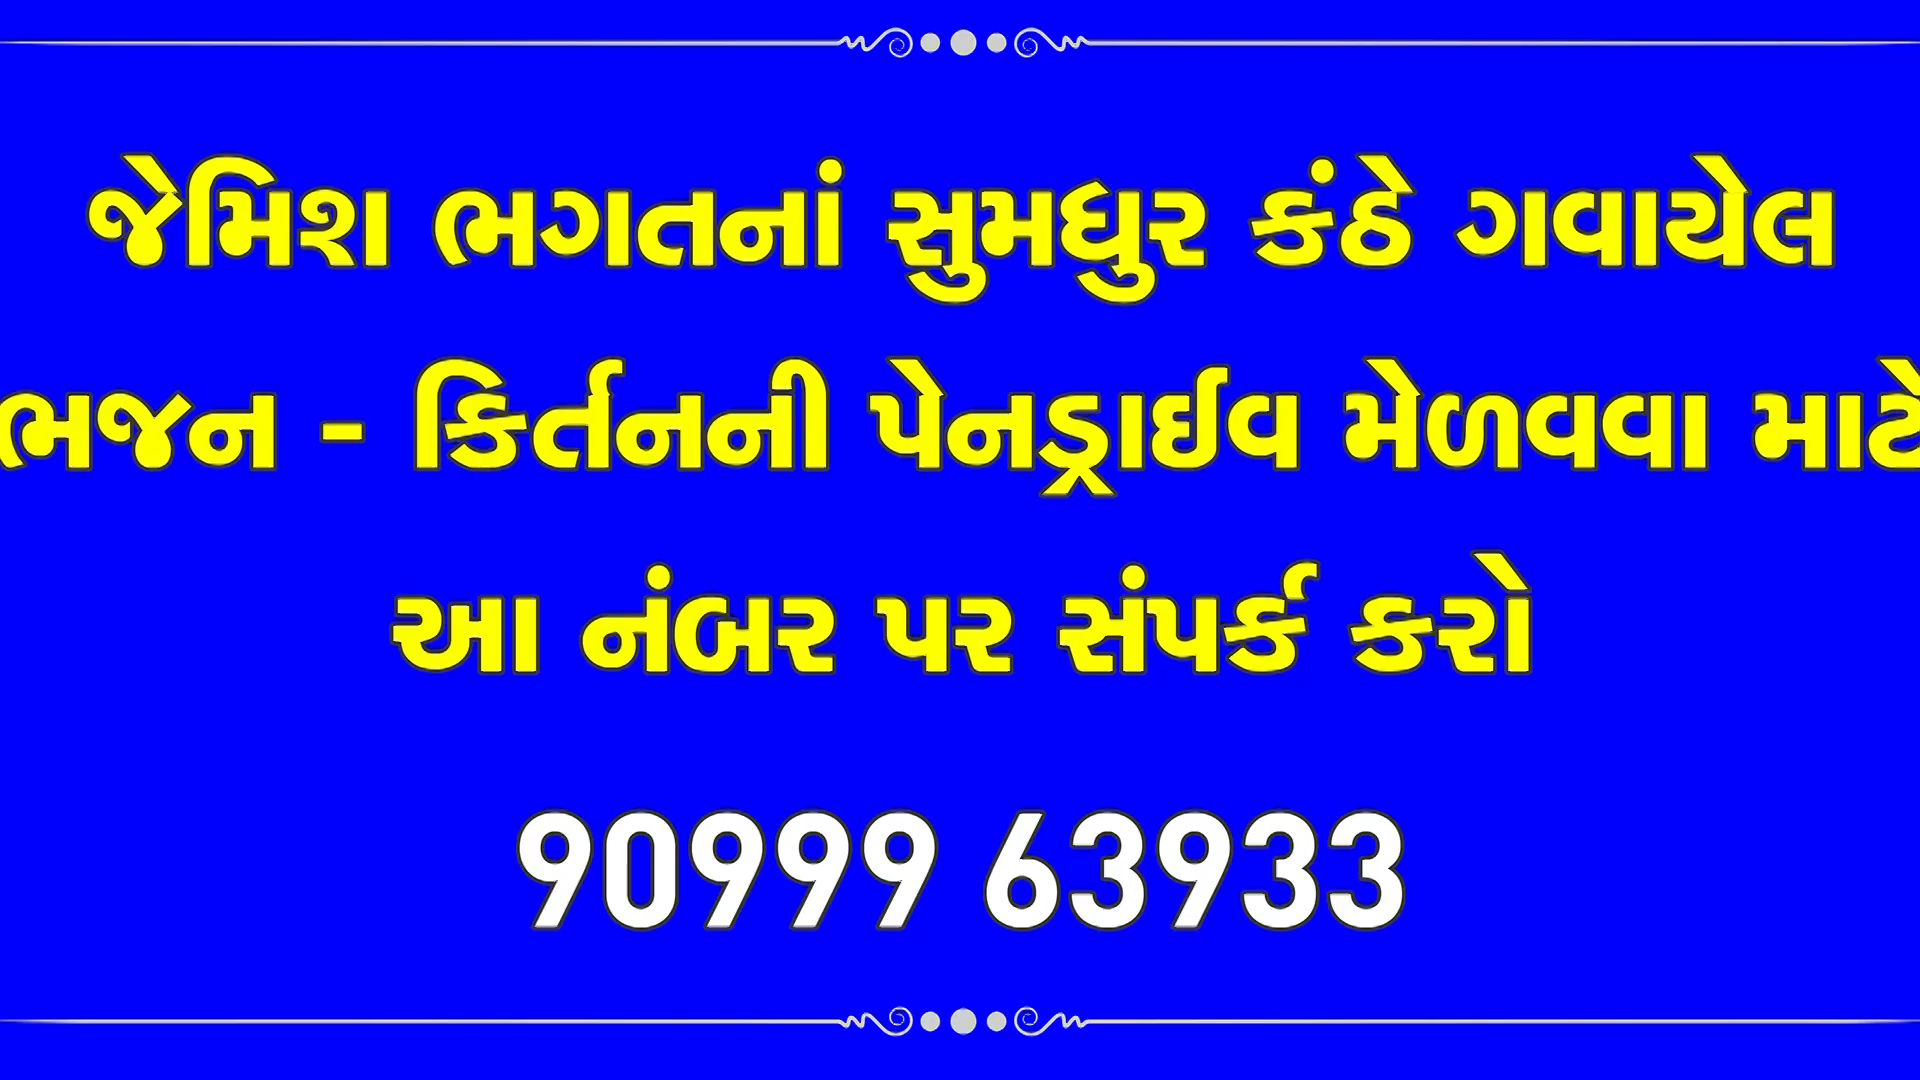 જેમિશ ભગતનાં સુમધુર કંઠે ગવાયેલ
ભજન - કિર્તનની પેનડ્રાઈવ મેળવવા માટે
આ નંબર પર સંપર્ક કરો
90999 63933